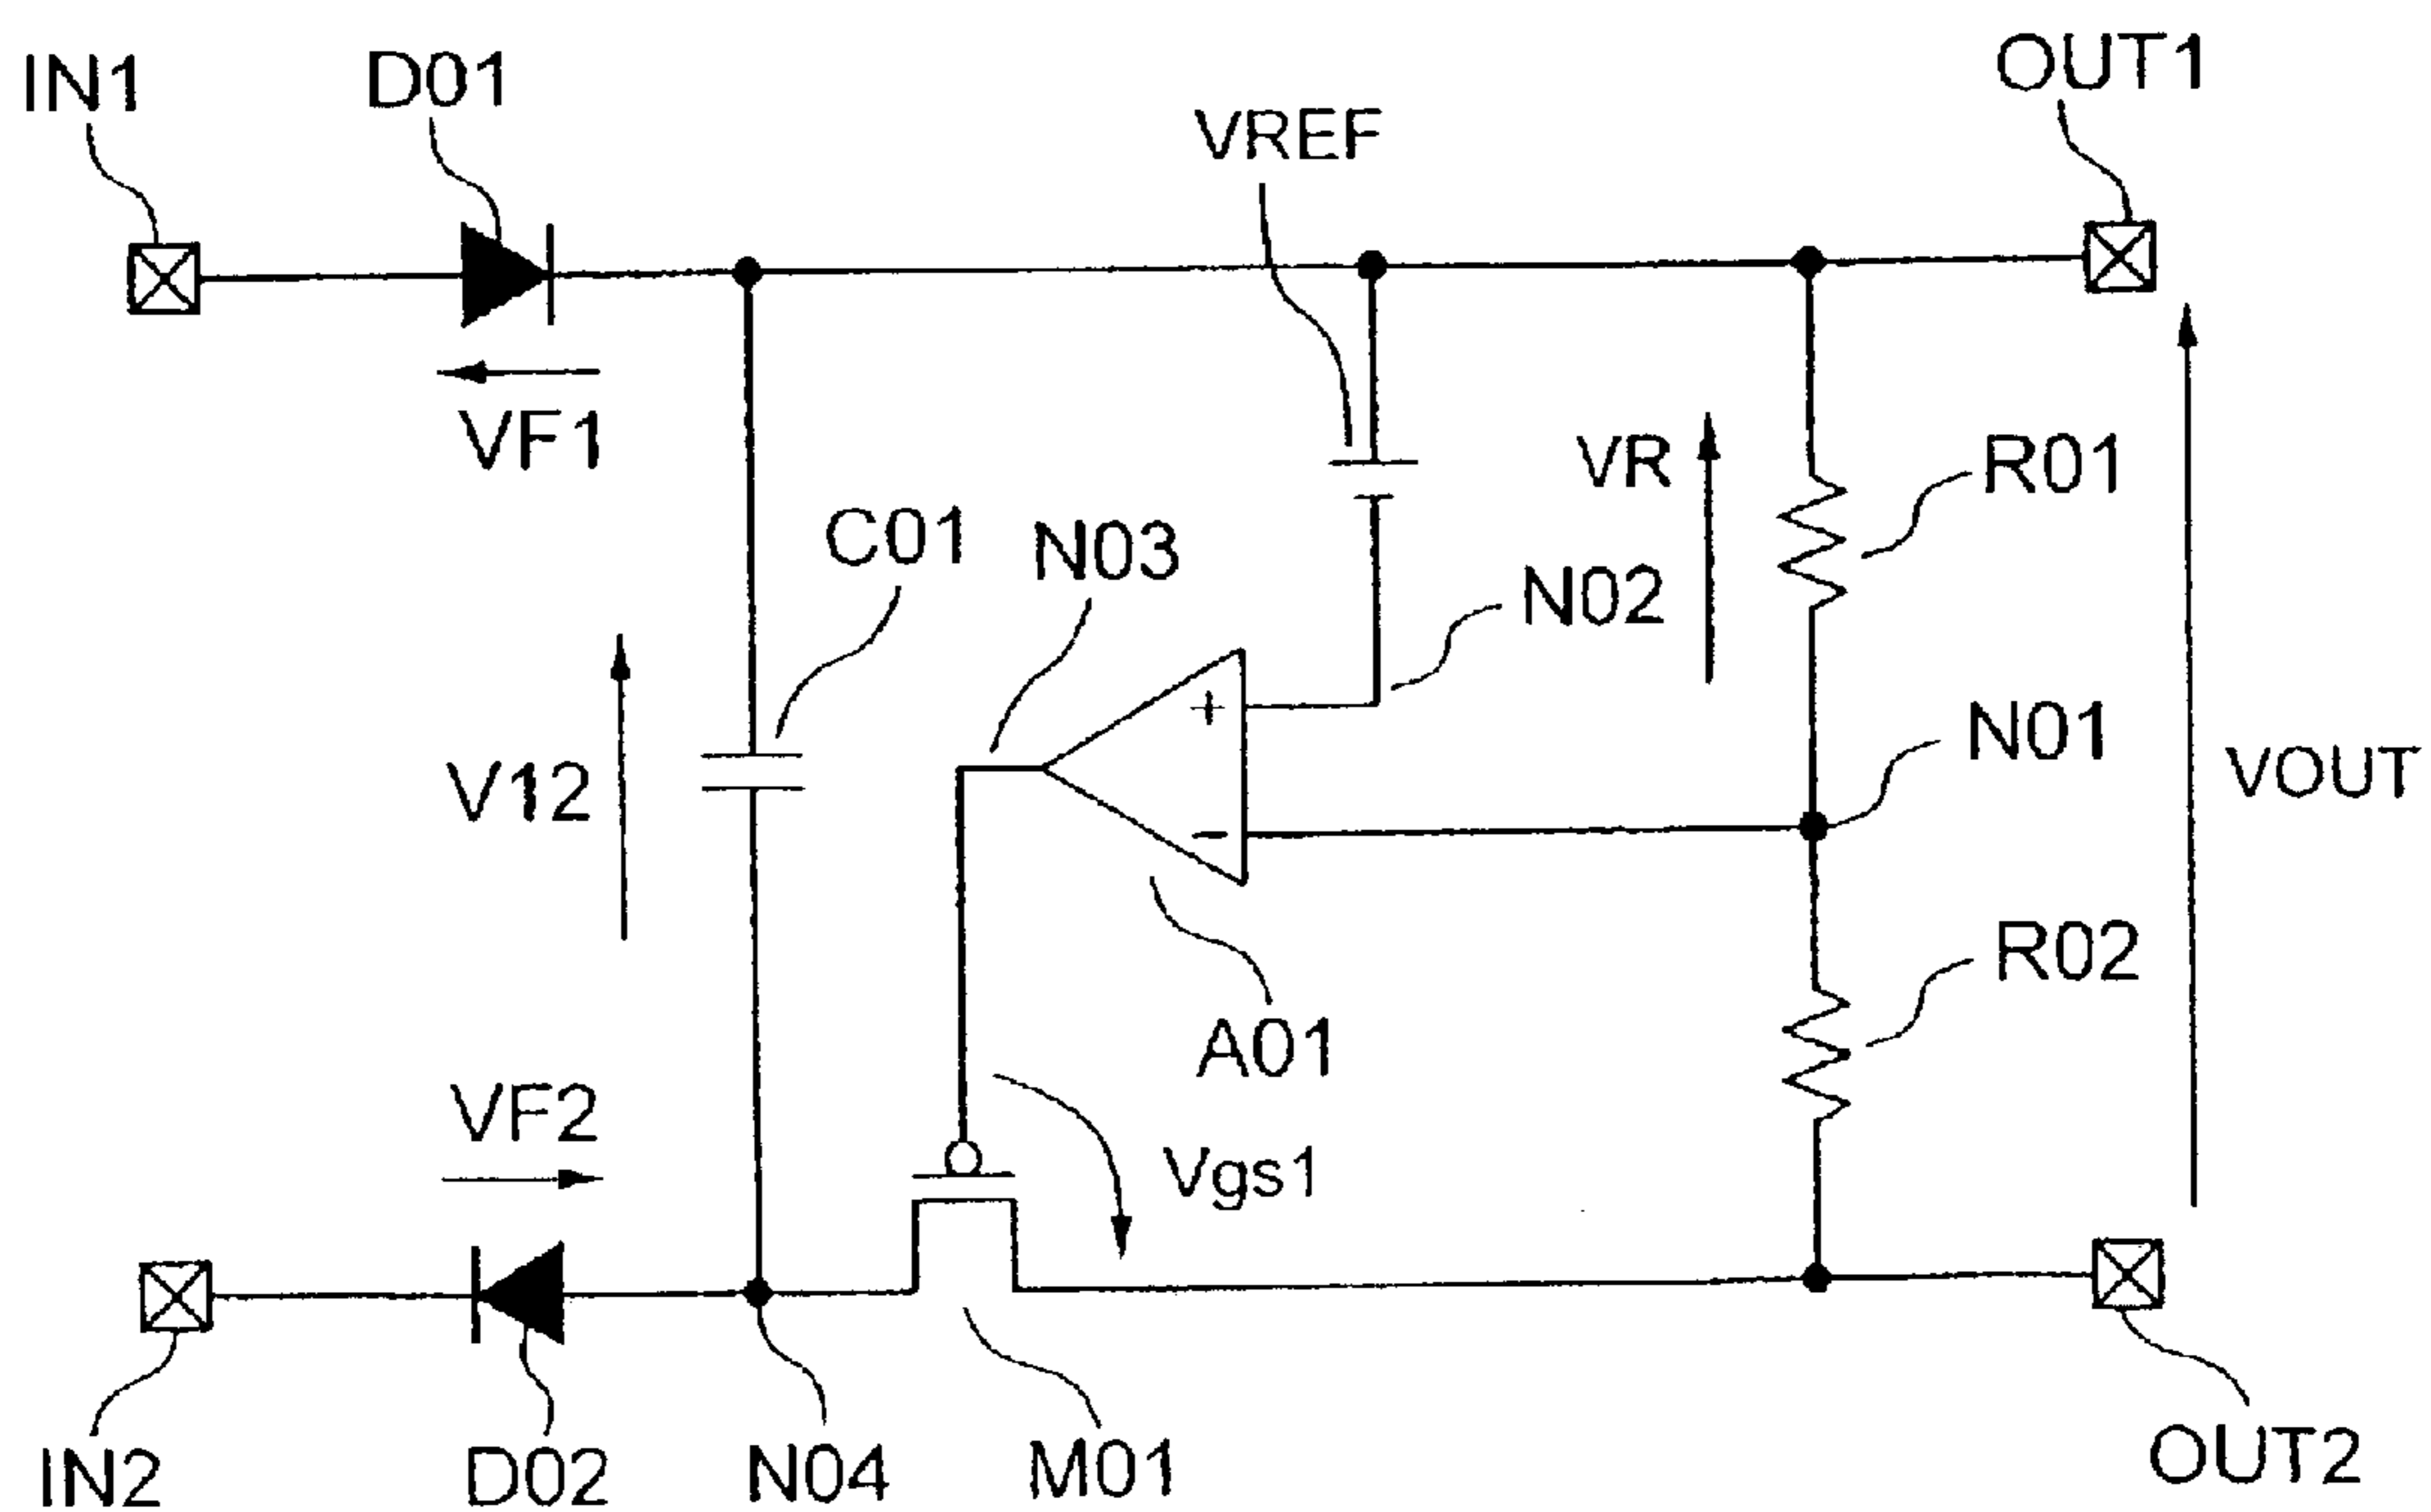 IN1
D01
VREF
OUT1
VF1
VR
R01
C01
N03
N02
+
N01
V12
VOUT
−
R02
A01
VF2
Vgs1
IN2
D02
N04
M01
OUT2